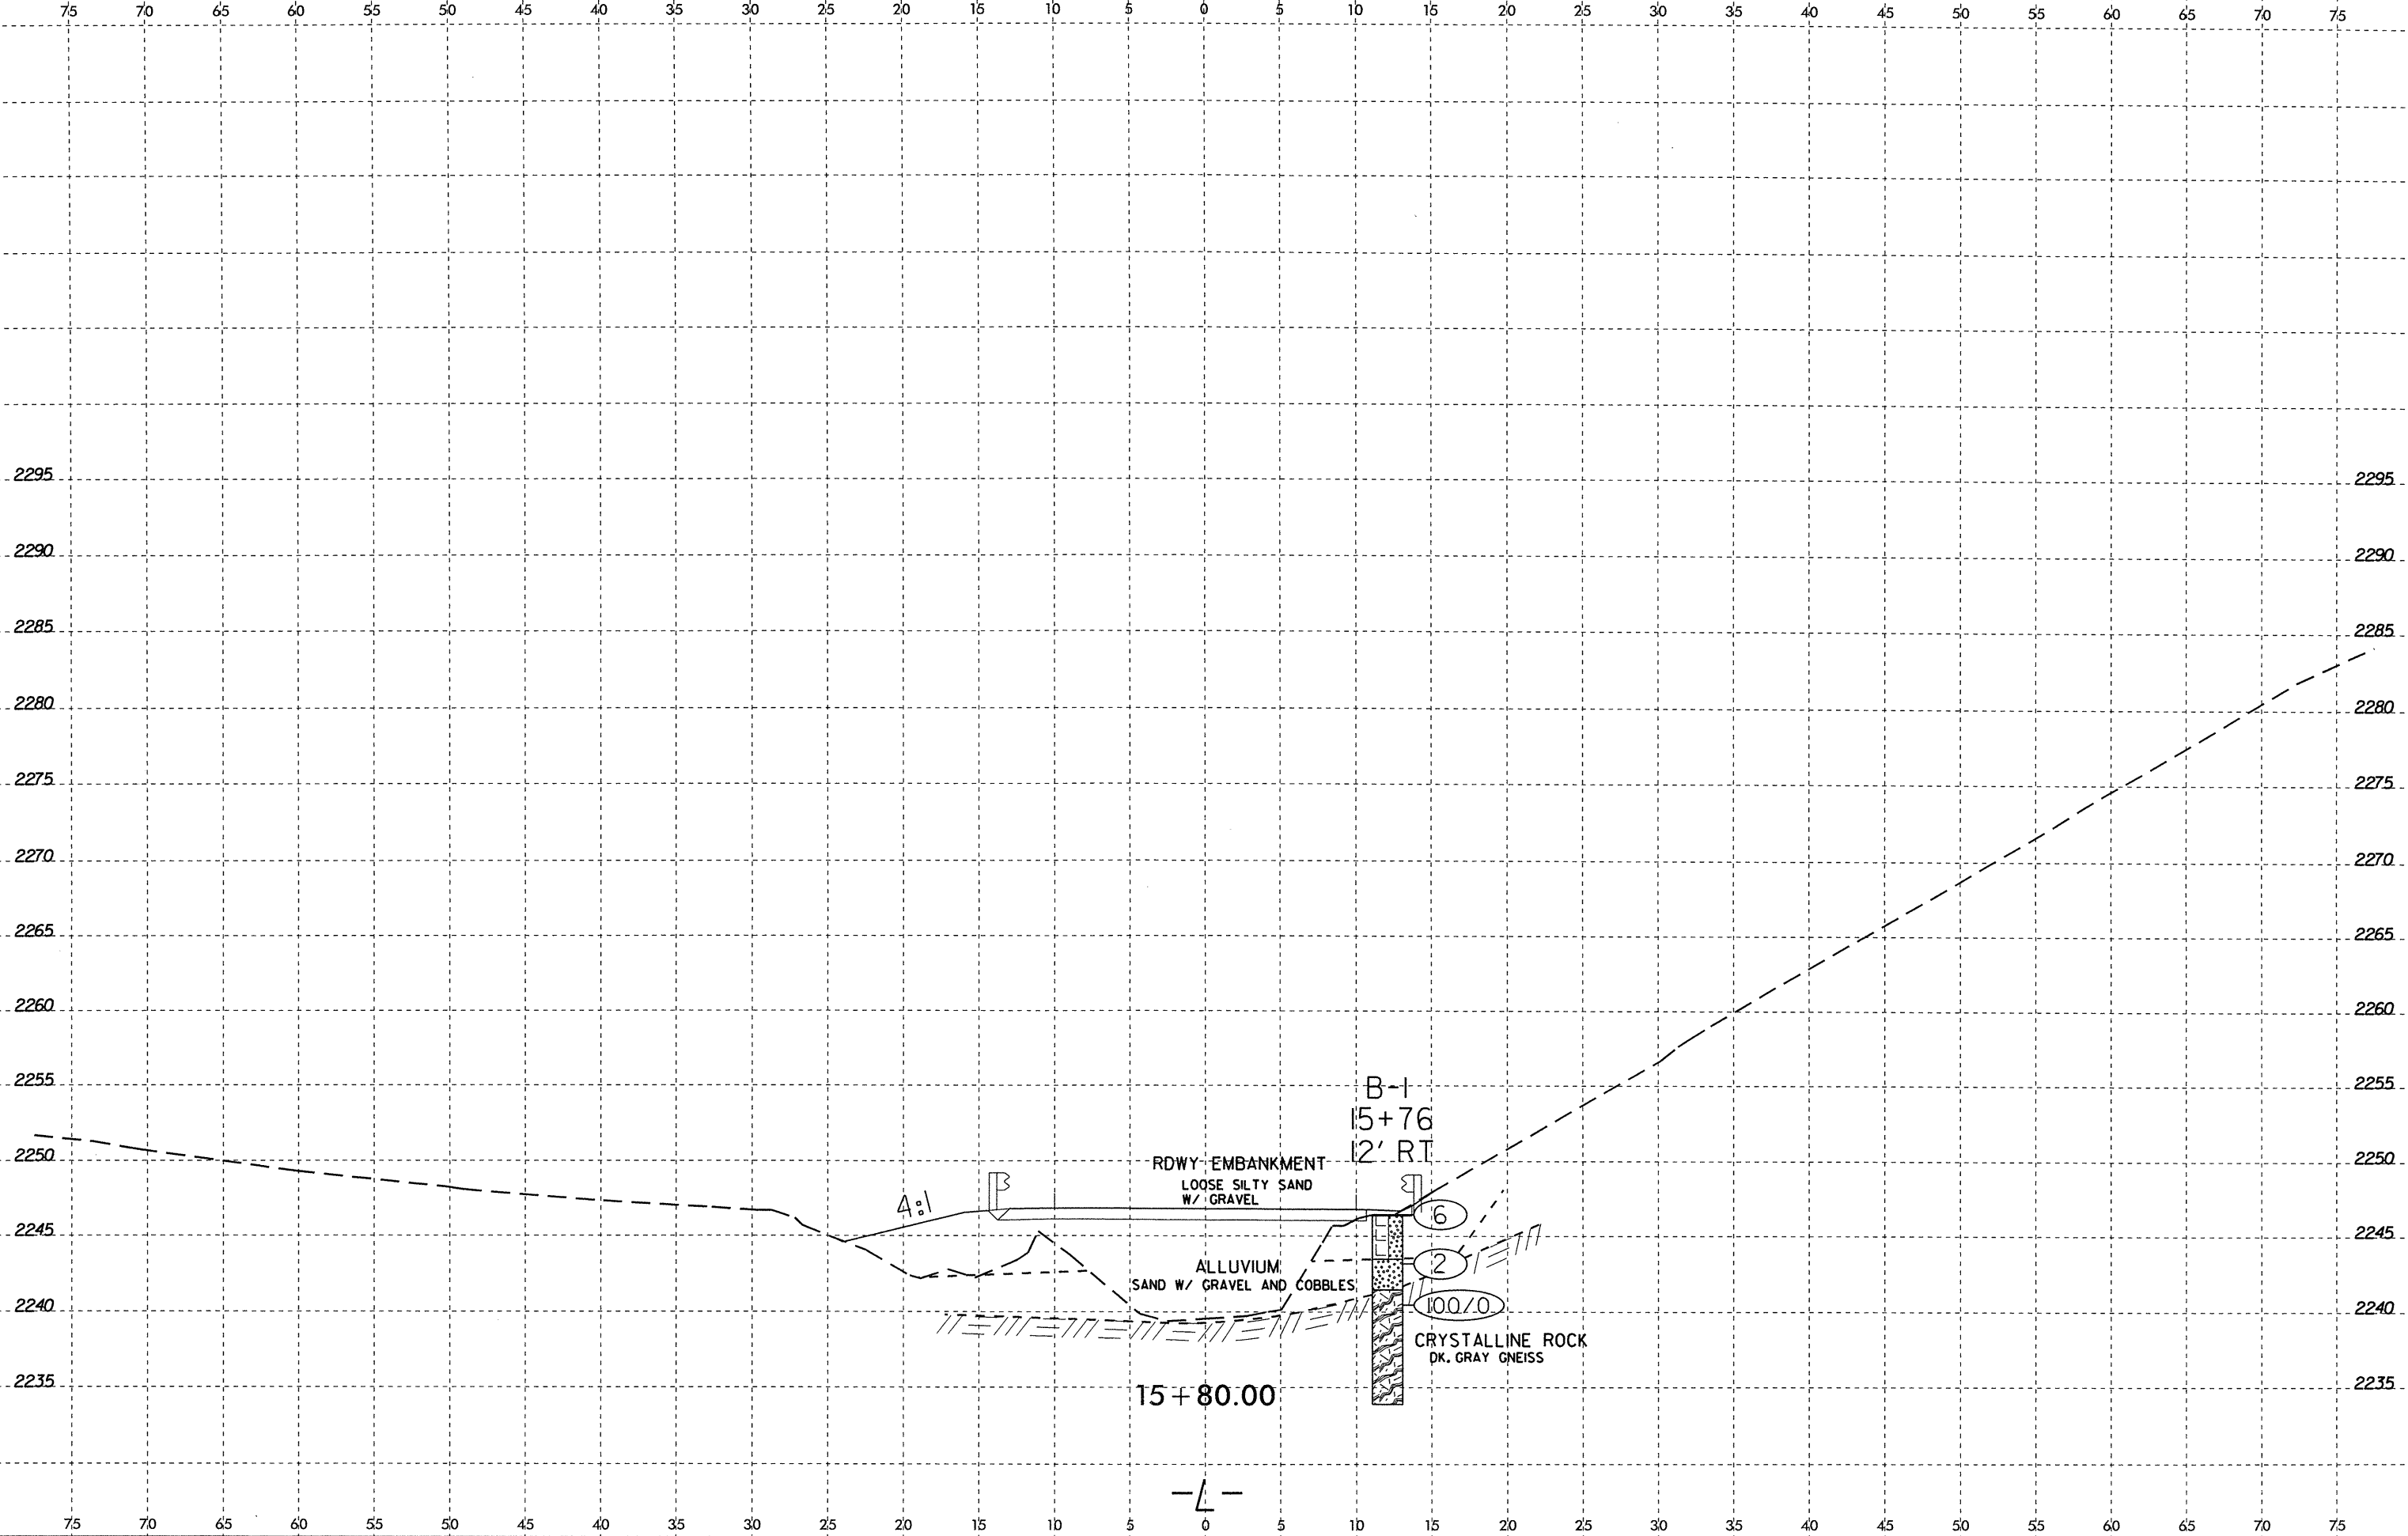 75 70 65 60 55 50 45 40 35 30 25 20 15 10 5 0 5 10 15 20 25 30 35 40 45 50 55 60 65 70 75
2295 2295
2290 2290
2285 2285
2280 2280
2275 2275
2270 2270
2265 2265
2260 2260
2255 2255
B-1
15+76
12' RT
2250 2250
RDWY EMBANKMENT
LOOSE SILTY SAND
W/ GRAVEL
4:1
6
2245 2245
ALLUVIUM
SAND W/ GRAVEL AND COBBLES
2
2240 2240
100/0
CRYSTALLINE ROCK
DK. GRAY GNEISS
2235 2235
15+80.00
-L-
75 70 65 60 55 50 45 40 35 30 25 20 15 10 5 0 5 10 15 20 25 30 35 40 45 50 55 60 65 70 75